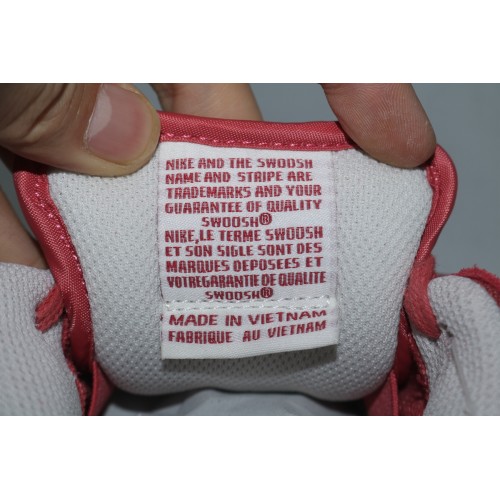 NIKE AND THE SWOOSH
NAME AND STRIPE ARE
TRADEMARKS AND YOUR
GUARANTEE OF QUALITY
SWOOSH®
NIKE,LE TERME SWOOSH
ET SON SIGLE SONT DES
MARQUES DEPOSEES ET
VOTREGARANTIE DE QUALITE
SWOOSH®
MADE IN VIETNAM
FABRIQUE AU VIETNAM